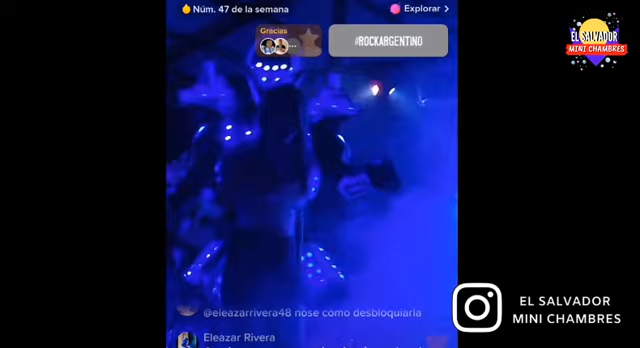 Núm. 47 de la semana
Explorar
Gracias
#ROCKARGENTINO
EL SALVADOR
MINI CHAMBRES
@eleazarrivera48 nose como desbloquiarla
Eleazar Rivera
EL SALVADOR
MINI CHAMBRES